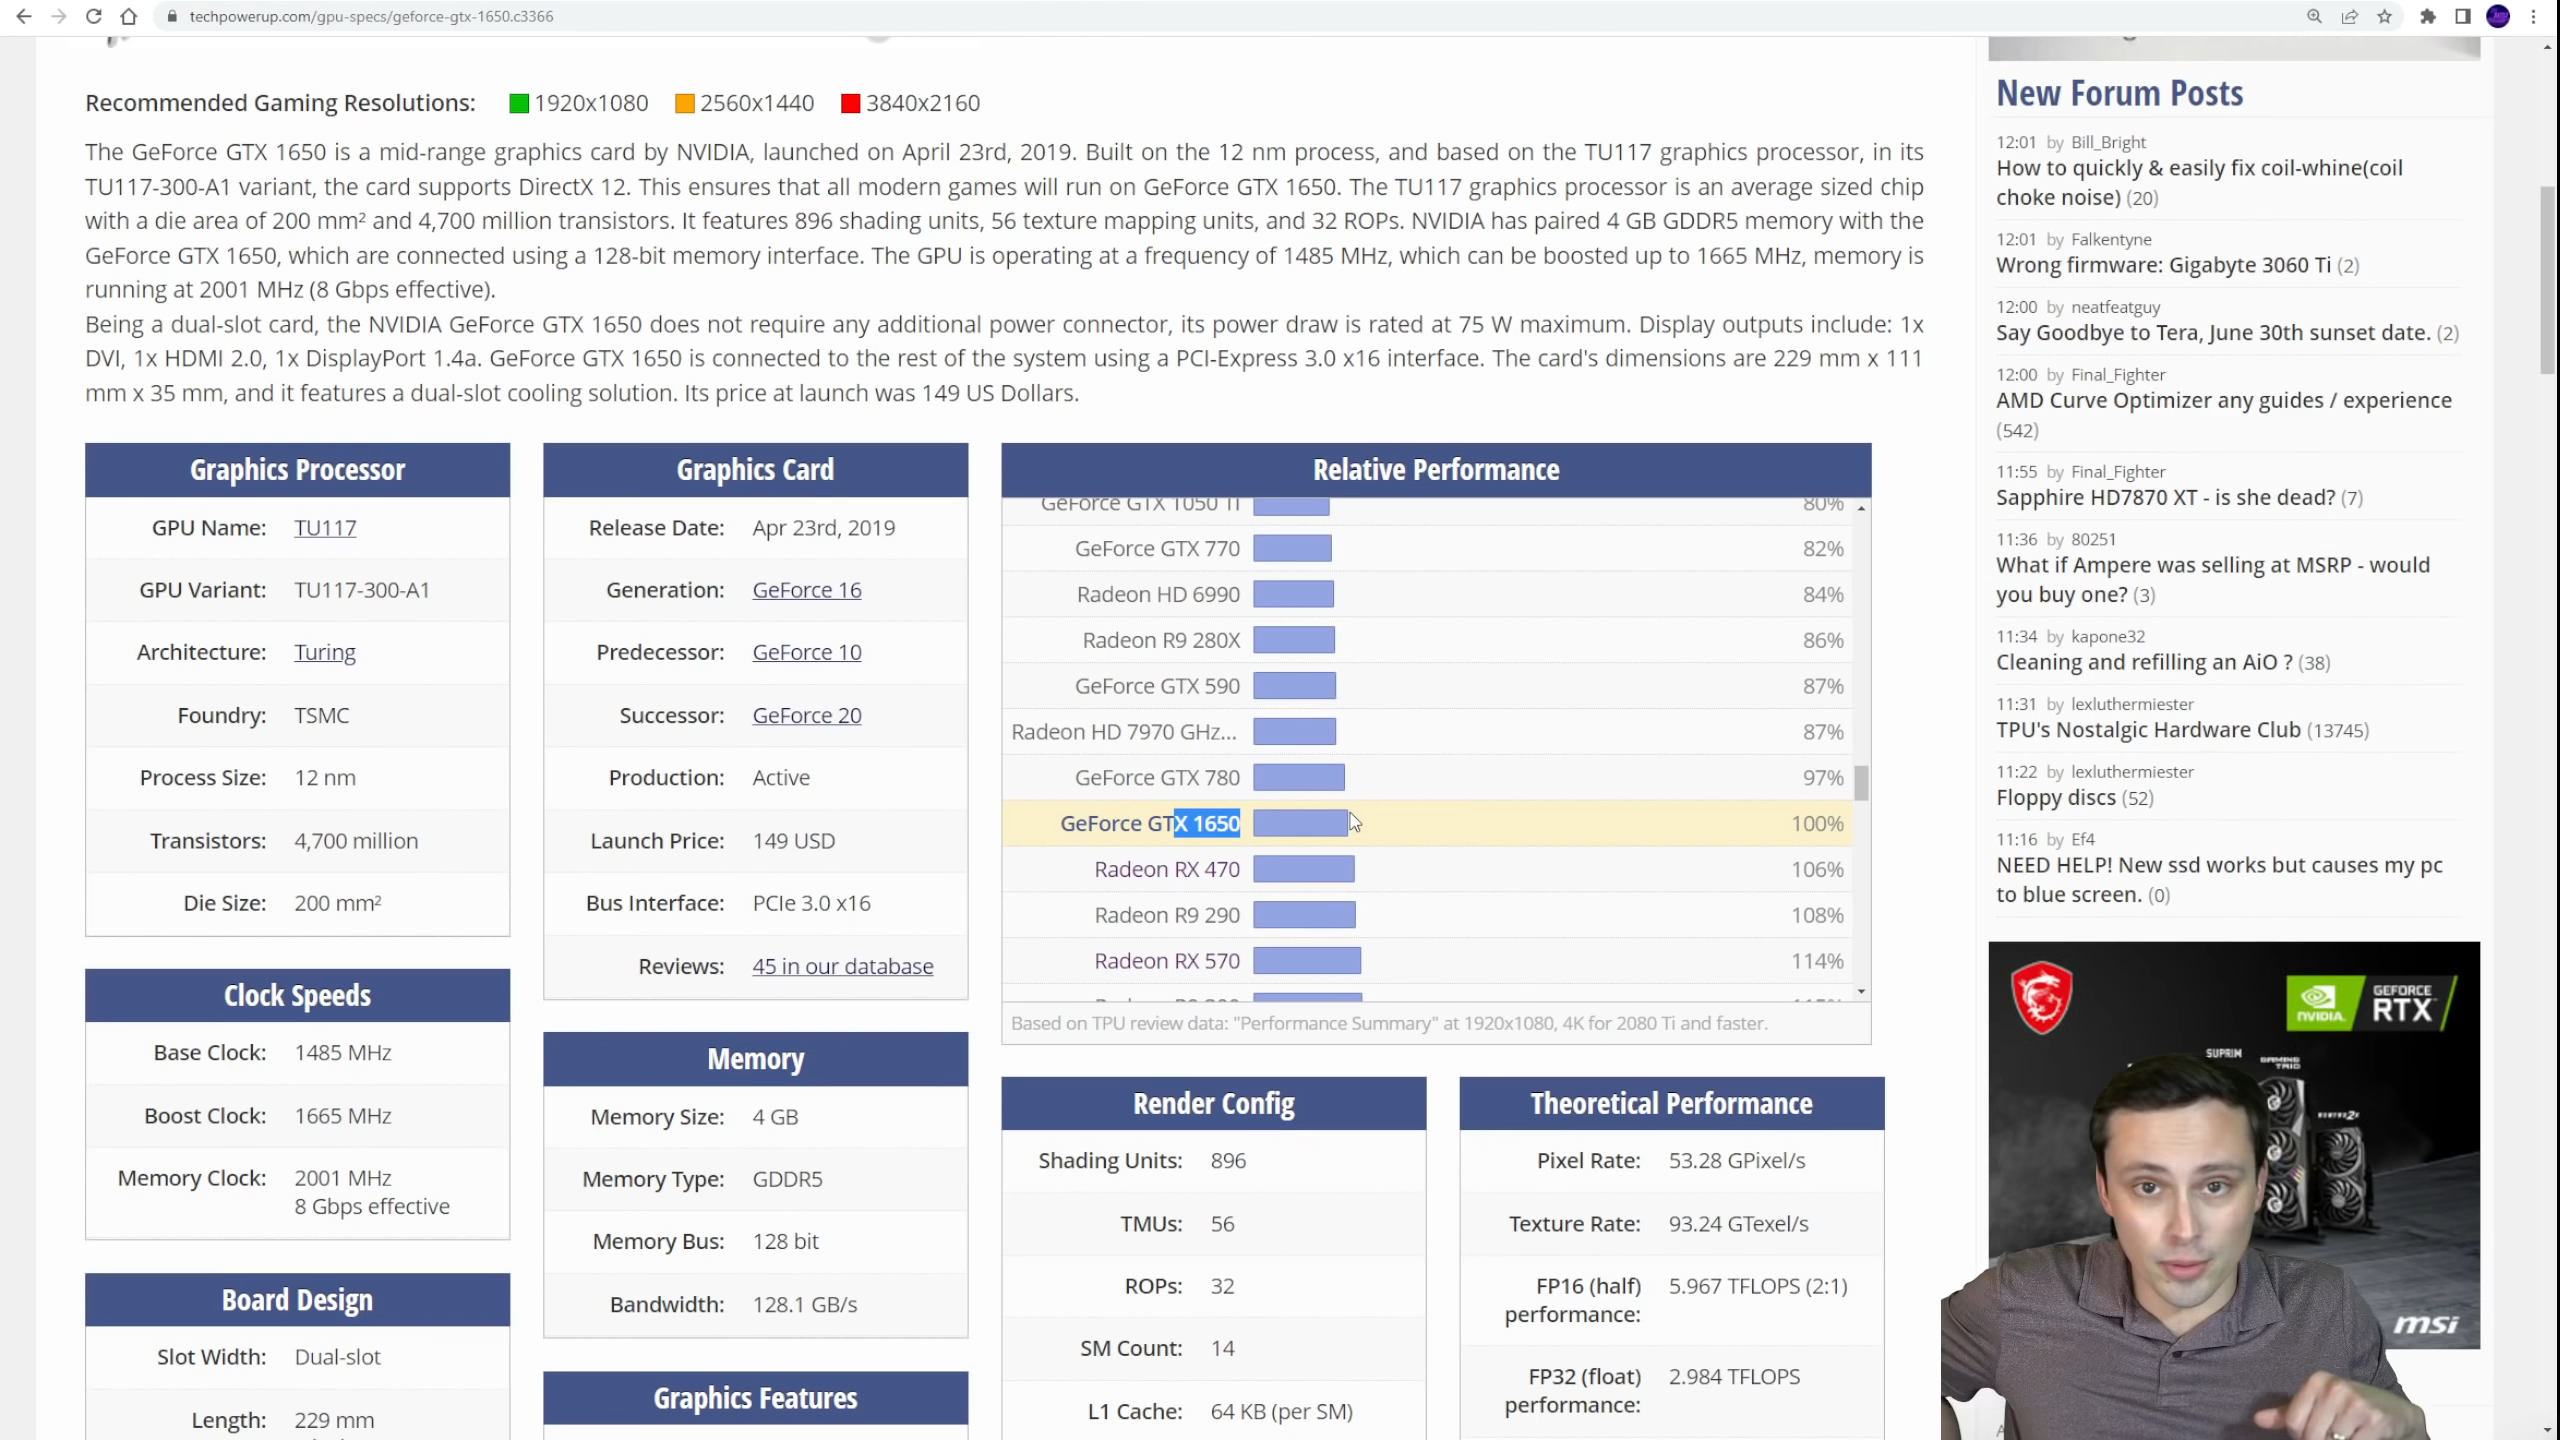 techpowerup.com/gpu-specs/geforce-gtx-1650.c3366
Recommended Gaming Resolutions: 1920x1080 2560x1440 3840x2160
The GeForce GTX 1650 is a mid-range graphics card by NVIDIA, launched on April 23rd, 2019. Built on the 12 nm process, and based on the TU117 graphics processor, in its
TU117-300-A1 variant, the card supports DirectX 12. This ensures that all modern games will run on GeForce GTX 1650. The TU117 graphics processor is an average sized chip
with a die area of 200 mm² and 4,700 million transistors. It features 896 shading units, 56 texture mapping units, and 32 ROPs. NVIDIA has paired 4 GB GDDR5 memory with the
GeForce GTX 1650, which are connected using a 128-bit memory interface. The GPU is operating at a frequency of 1485 MHz, which can be boosted up to 1665 MHz, memory is
running at 2001 MHz (8 Gbps effective).
Being a dual-slot card, the NVIDIA GeForce GTX 1650 does not require any additional power connector, its power draw is rated at 75 W maximum. Display outputs include: 1x
DVI, 1x HDMI 2.0, 1x DisplayPort 1.4a. GeForce GTX 1650 is connected to the rest of the system using a PCI-Express 3.0 x16 interface. The card's dimensions are 229 mm x 111
mm x 35 mm, and it features a dual-slot cooling solution. Its price at launch was 149 US Dollars.
Graphics Processor
GPU Name: TU117
GPU Variant: TU117-300-A1
Architecture: Turing
Foundry: TSMC
Process Size: 12 nm
Transistors: 4,700 million
Die Size: 200 mm²
Clock Speeds
Base Clock: 1485 MHz
Boost Clock: 1665 MHz
Memory Clock: 2001 MHz
8 Gbps effective
Board Design
Slot Width: Dual-slot
Length: 229 mm
Graphics Card
Release Date: Apr 23rd, 2019
Generation: GeForce 16
Predecessor: GeForce 10
Successor: GeForce 20
Production: Active
Launch Price: 149 USD
Bus Interface: PCIe 3.0 x16
Reviews: 45 in our database
Memory
Memory Size: 4 GB
Memory Type: GDDR5
Memory Bus: 128 bit
Bandwidth: 128.1 GB/s
Graphics Features
Relative Performance
GeForce GTX 1050 Ti 80%
GeForce GTX 770 82%
Radeon HD 6990 84%
Radeon R9 280X 86%
GeForce GTX 590 87%
Radeon HD 7970 GHz... 87%
GeForce GTX 780 97%
GeForce GTX 1650 100%
Radeon RX 470 106%
Radeon R9 290 108%
Radeon RX 570 114%
Based on TPU review data: "Performance Summary" at 1920x1080, 4K for 2080 Ti and faster.
Render Config
Shading Units: 896
TMUs: 56
ROPs: 32
SM Count: 14
L1 Cache: 64 KB (per SM)
Theoretical Performance
Pixel Rate: 53.28 GPixel/s
Texture Rate: 93.24 GTexel/s
FP16 (half) 5.967 TFLOPS (2:1)
performance:
FP32 (float) 2.984 TFLOPS
performance:
New Forum Posts
12:01 by Bill_Bright
How to quickly & easily fix coil-whine(coil
choke noise) (20)
12:01 by Falkentyne
Wrong firmware: Gigabyte 3060 Ti (2)
12:00 by neatfeatguy
Say Goodbye to Tera, June 30th sunset date. (2)
12:00 by Final_Fighter
AMD Curve Optimizer any guides / experience
(542)
11:55 by Final_Fighter
Sapphire HD7870 XT - is she dead? (7)
11:36 by 80251
What if Ampere was selling at MSRP - would
you buy one? (3)
11:34 by kapone32
Cleaning and refilling an AiO ? (38)
11:31 by lexluthermiester
TPU's Nostalgic Hardware Club (13745)
11:22 by lexluthermiester
Floppy discs (52)
11:16 by Ef4
NEED HELP! New ssd works but causes my pc
to blue screen. (0)
NVIDIA
GEFORCE
RTX
SUPRIM
GAMING
TRIO
VENTUS 2X
msi